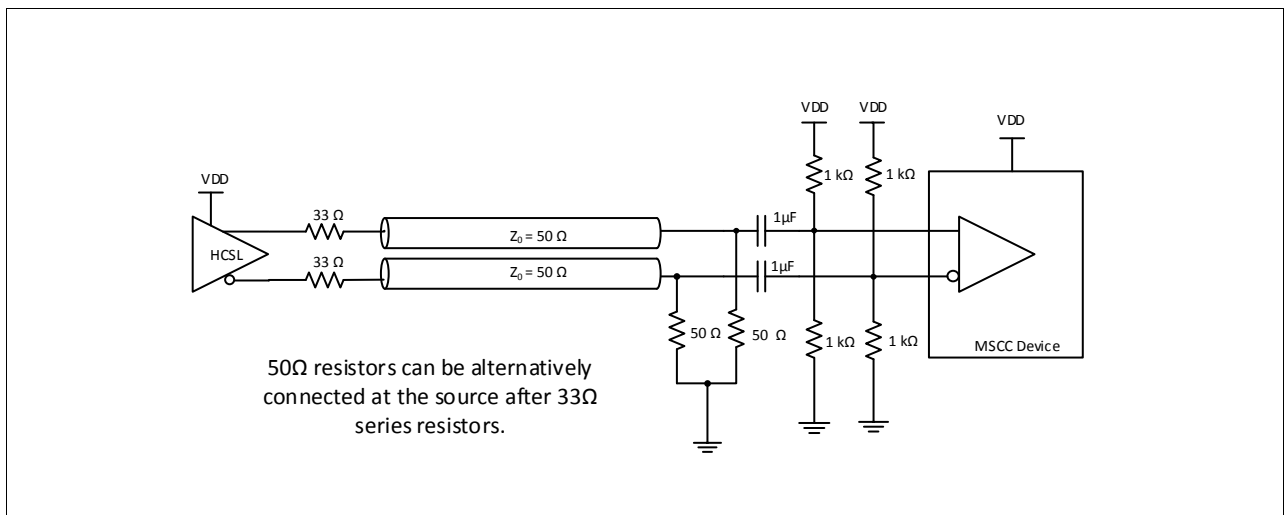 VDD
VDD
VDD
1 kΩ
1 kΩ
VDD
33 Ω
1µF
HCSL
Z0 = 50 Ω
33 Ω
1µF
Z0 = 50 Ω
50 Ω
50 Ω
1 kΩ
1 kΩ
MSCC Device
50Ω resistors can be alternatively
connected at the source after 33Ω
series resistors.